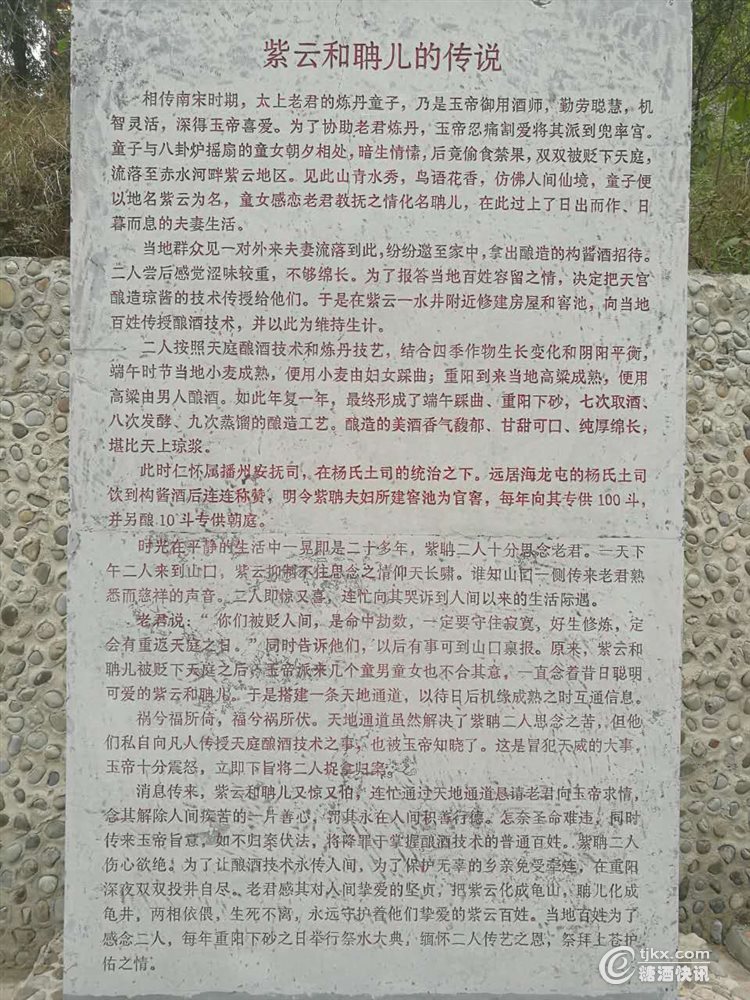 紫云和聃儿的传说
相传南宋时期，太上老君的炼丹童子，乃是玉帝御用酒师，勤劳聪慧，机
智灵活，深得玉帝喜爱。为了协助老君炼丹，玉帝忍痛割爱将其派到兜率宫。
童子与八卦炉摇扇的童女朝夕相处，暗生情愫，后竟偷食禁果，双双被贬下天庭，
流落至赤水河畔紫云地区。见此山青水秀，鸟语花香，仿佛人间仙境，童子便
以地名紫云为名，童女感恋老君教抚之情化名聃儿，在此过上了日出而作、日
暮而息的夫妻生活。
当地群众见一对外来夫妻流落到此，纷纷邀至家中，拿出酿造的构酱酒招待。
二人尝后感觉涩味较重，不够绵长。为了报答当地百姓容留之情，决定把天宫
酿造琼酱的技术传授给他们。于是在紫云一水井附近修建房屋和窖池，向当地
百姓传授酿酒技术，并以此为维持生计。
二人按照天庭酿酒技术和炼丹技艺，结合四季作物生长变化和阴阳平衡，
端午时节当地小麦成熟，便用小麦由妇女踩曲；重阳到来当地高粱成熟，便用
高粱由男人酿酒。如此年复一年，最终形成了端午踩曲、重阳下砂，七次取酒、
八次发酵、九次蒸馏的酿造工艺。酿造的美酒香气馥郁、甘甜可口、纯厚绵长，
堪比天上琼浆。
此时仁怀属播州安抚司，在杨氏土司的统治之下。远居海龙屯的杨氏土司
饮到构酱酒后连连称赞，明令紫聃夫妇所建窖池为官窖，每年向其专供 100 斗，
并另酿 10 斗专供朝庭。
时光在平静的生活中一晃即是二十多年，紫聃二人十分思念老君。一天下
午二人来到山口，紫云抑制不住思念之情仰天长啸。谁知山口一侧传来老君熟
悉而慈祥的声音。二人即惊又喜，连忙向其哭诉到人间以来的生活际遇。
老君说：“你们被贬人间，是命中劫数，一定要守住寂寞，好生修炼，定
会有重返天庭之日。”同时告诉他们，以后有事可到山口禀报。原来，紫云和
聃儿被贬下天庭之后，玉帝派来几个童男童女也不合其意，一直念着昔日聪明
可爱的紫云和聃儿。于是搭建一条天地通道，以待日后机缘成熟之时互通信息。
祸兮福所倚，福兮祸所伏。天地通道虽然解决了紫聃二人思念之苦，但他
们私自向凡人传授天庭酿酒技术之事，也被玉帝知晓了。这是冒犯天威的大事，
玉帝十分震怒，立即下旨将二人捉拿归案。
消息传来，紫云和聃儿又惊又怕，连忙通过天地通道恳请老君向玉帝求情，
念其解除人间疾苦的一片善心，罚其永在人间积善行德。怎奈圣命难违，同时
传来玉帝旨意，如不归案伏法，将降罪于掌握酿酒技术的普通百姓。紫聃二人
伤心欲绝。为了让酿酒技术永传人间，为了保护无辜的乡亲免受牵连，在重阳
深夜双双投井自尽。老君感其对人间挚爱的坚贞，把紫云化成龟山，聃儿化成
龟井，两相依偎，生死不离，永远守护着他们挚爱的紫云百姓。当地百姓为了
感念二人，每年重阳下砂之日举行祭水大典，缅怀二人传艺之恩，祭拜上苍护
佑之情。
tjkx.com
糖酒快讯